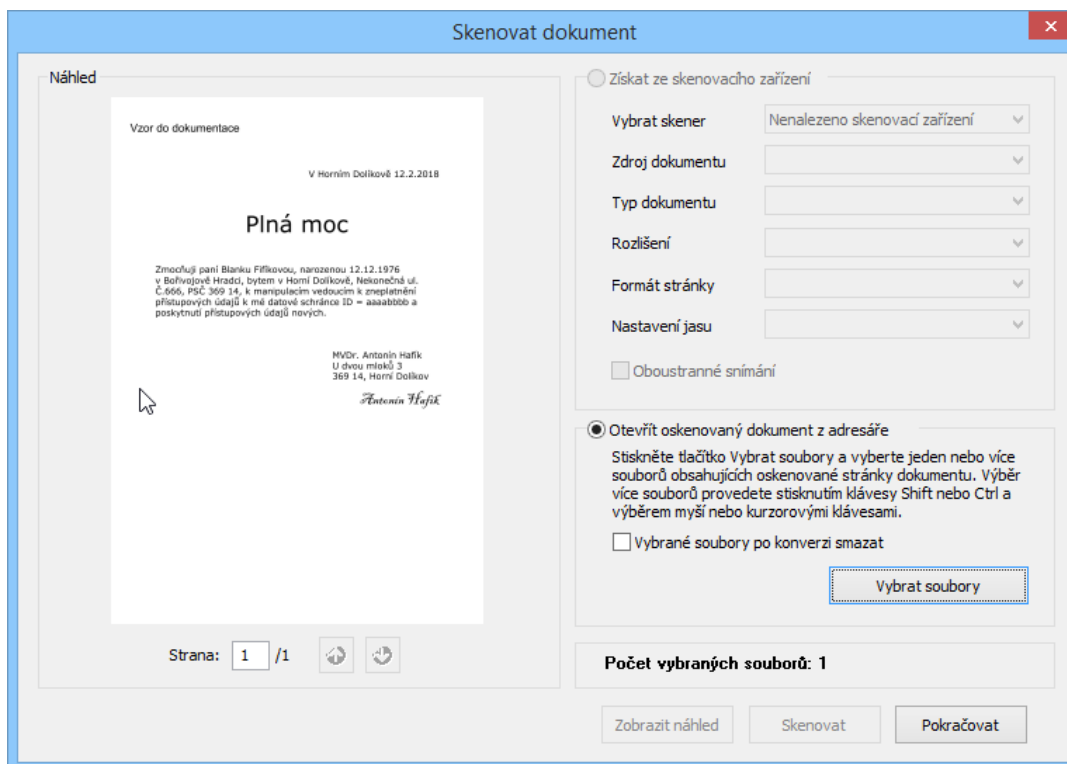 Skenovat dokument
Náhled
Vzor do dokumentace
V Horním Dolíkově 12.2.2018
Plná moc
Zmocňuji paní Blanku Fifíkovou, narozenou 12.12.1976
v Bořivojově Hradci, bytem v Horní Dolíkově, Nekonečná ul.
Č.666, PSČ 369 14, k manipulacím vedoucím k zneplatnění
přístupových údajů k mé datové schránce ID = aaaabbbb a
poskytnutí přístupových údajů nových.
MVDr. Antonín Hafík
U dvou mloků 3
369 14, Horní Dolíkov
Antonín Hafík
Strana: 1 /1
Získat ze skenovacího zařízení
Vybrat skener Nenalezeno skenovací zařízení
Zdroj dokumentu
Typ dokumentu
Rozlišení
Formát stránky
Nastavení jasu
Oboustranné snímání
Otevřít oskenovaný dokument z adresáře
Stiskněte tlačítko Vybrat soubory a vyberte jeden nebo více
souborů obsahujících oskenované stránky dokumentu. Výběr
více souborů provedete stisknutím klávesy Shift nebo Ctrl a
výběrem myší nebo kurzorovými klávesami.
Vybrané soubory po konverzi smazat
Vybrat soubory
Počet vybraných souborů: 1
Zobrazit náhled Skenovat Pokračovat